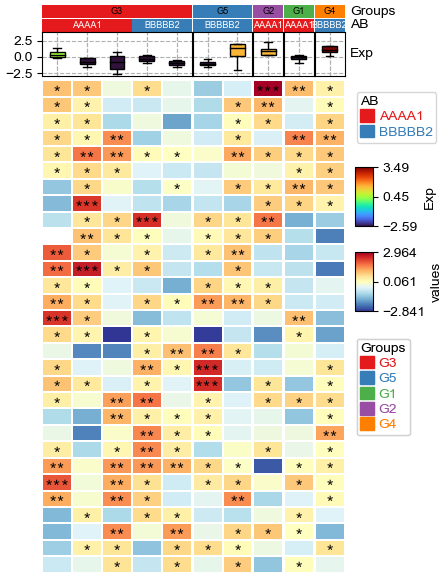 G3 G5 G2 G1 G4 Groups
AAAA1 BBBBB2 BBBBB2 AAAA1 AAAA1 BBBBB2 AB
2.5
0.0
−2.5
Exp
AB
AAAA1
BBBBB2
3.49
0.45
−2.59
Exp
2.964
0.061
−2.841
values
Groups
G3
G5
G1
G2
G4